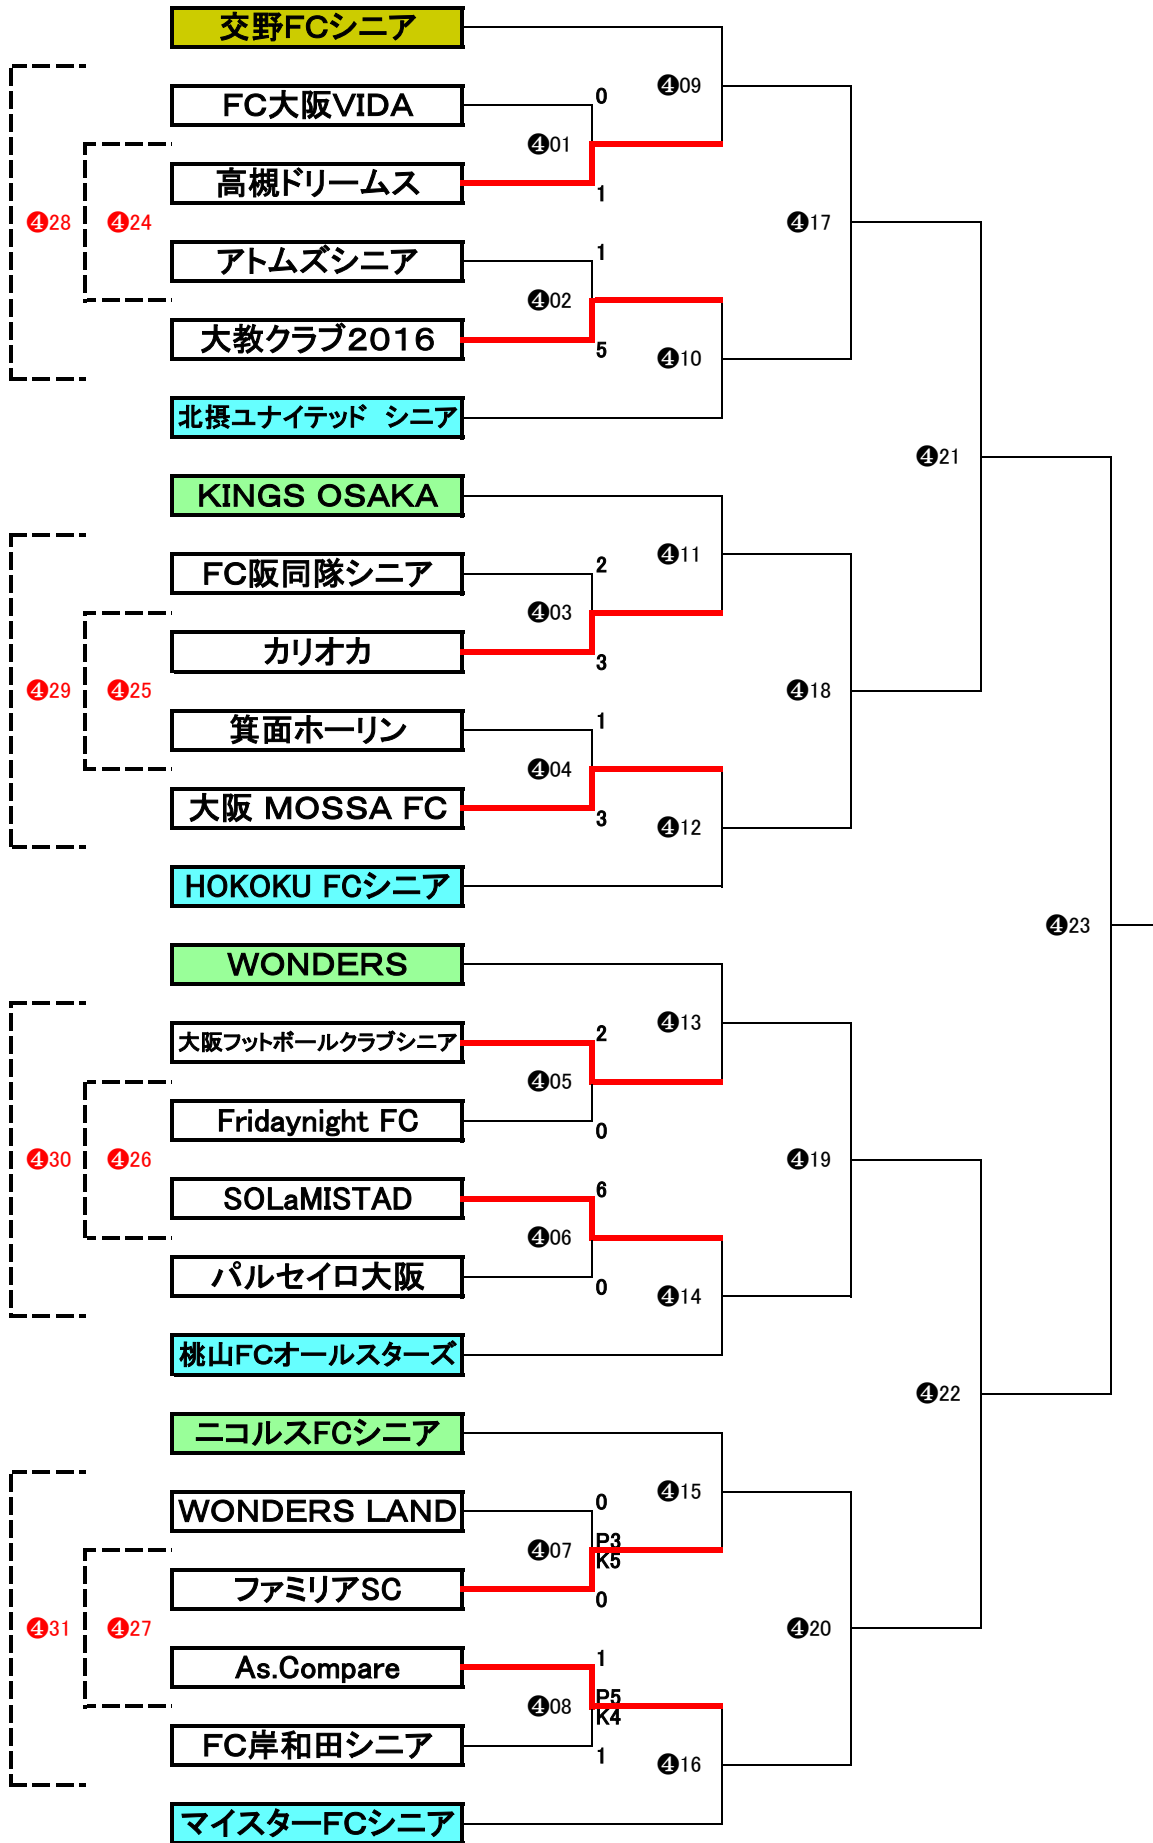 交野FCシニア
❹09
FC大阪VIDA
0
❹01
高槻ドリームス
1
❹28
❹24
❹17
アトムズシニア
1
❹02
大教クラブ2016
5
❹10
北摂ユナイテッド　シニア
❹21
KINGS OSAKA
❹11
FC阪同隊シニア
2
❹03
カリオカ
3
❹29
❹25
❹18
箕面ホーリン
1
❹04
大阪 MOSSA FC
3
❹12
HOKOKU FCシニア
❹23
WONDERS
❹13
大阪フットボールクラブシニア
2
❹05
Fridaynight FC
0
❹30
❹26
❹19
SOLaMISTAD
6
❹06
パルセイロ大阪
0
❹14
桃山FCオールスターズ
❹22
ニコルスFCシニア
❹15
WONDERS LAND
0
❹07
P3
K5
ファミリアSC
0
❹31
❹27
❹20
As.Compare
1
❹08
P5
K4
FC岸和田シニア
1
❹16
マイスターFCシニア